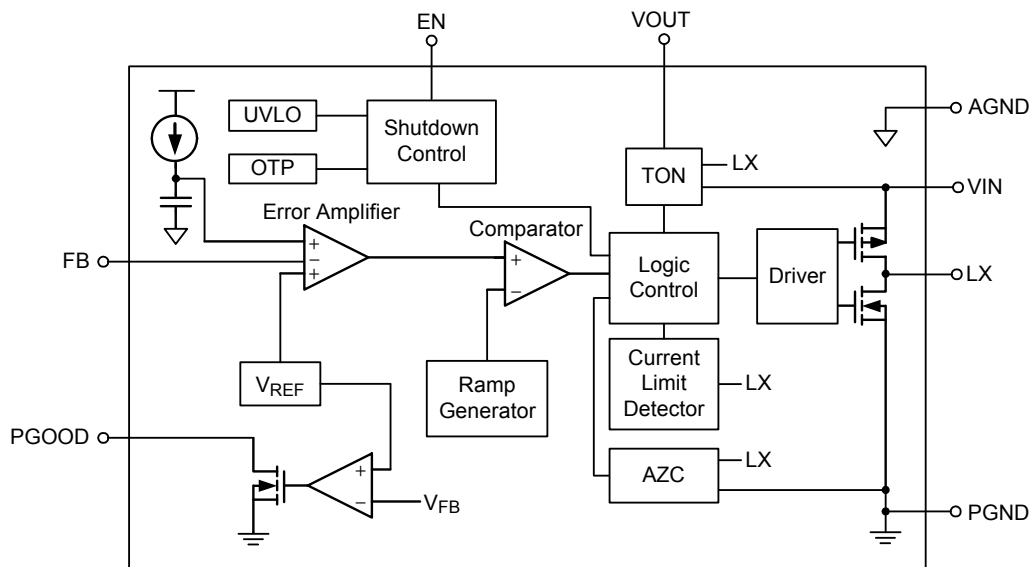 EN
VOUT
UVLO
OTP
Shutdown
Control
AGND
TON
LX
VIN
Error Amplifier
Comparator
+
−
+
FB
+
−
Logic
Control
Driver
LX
VREF
Ramp
Generator
Current
Limit
Detector
LX
PGOOD
+
−
VFB
AZC
LX
PGND